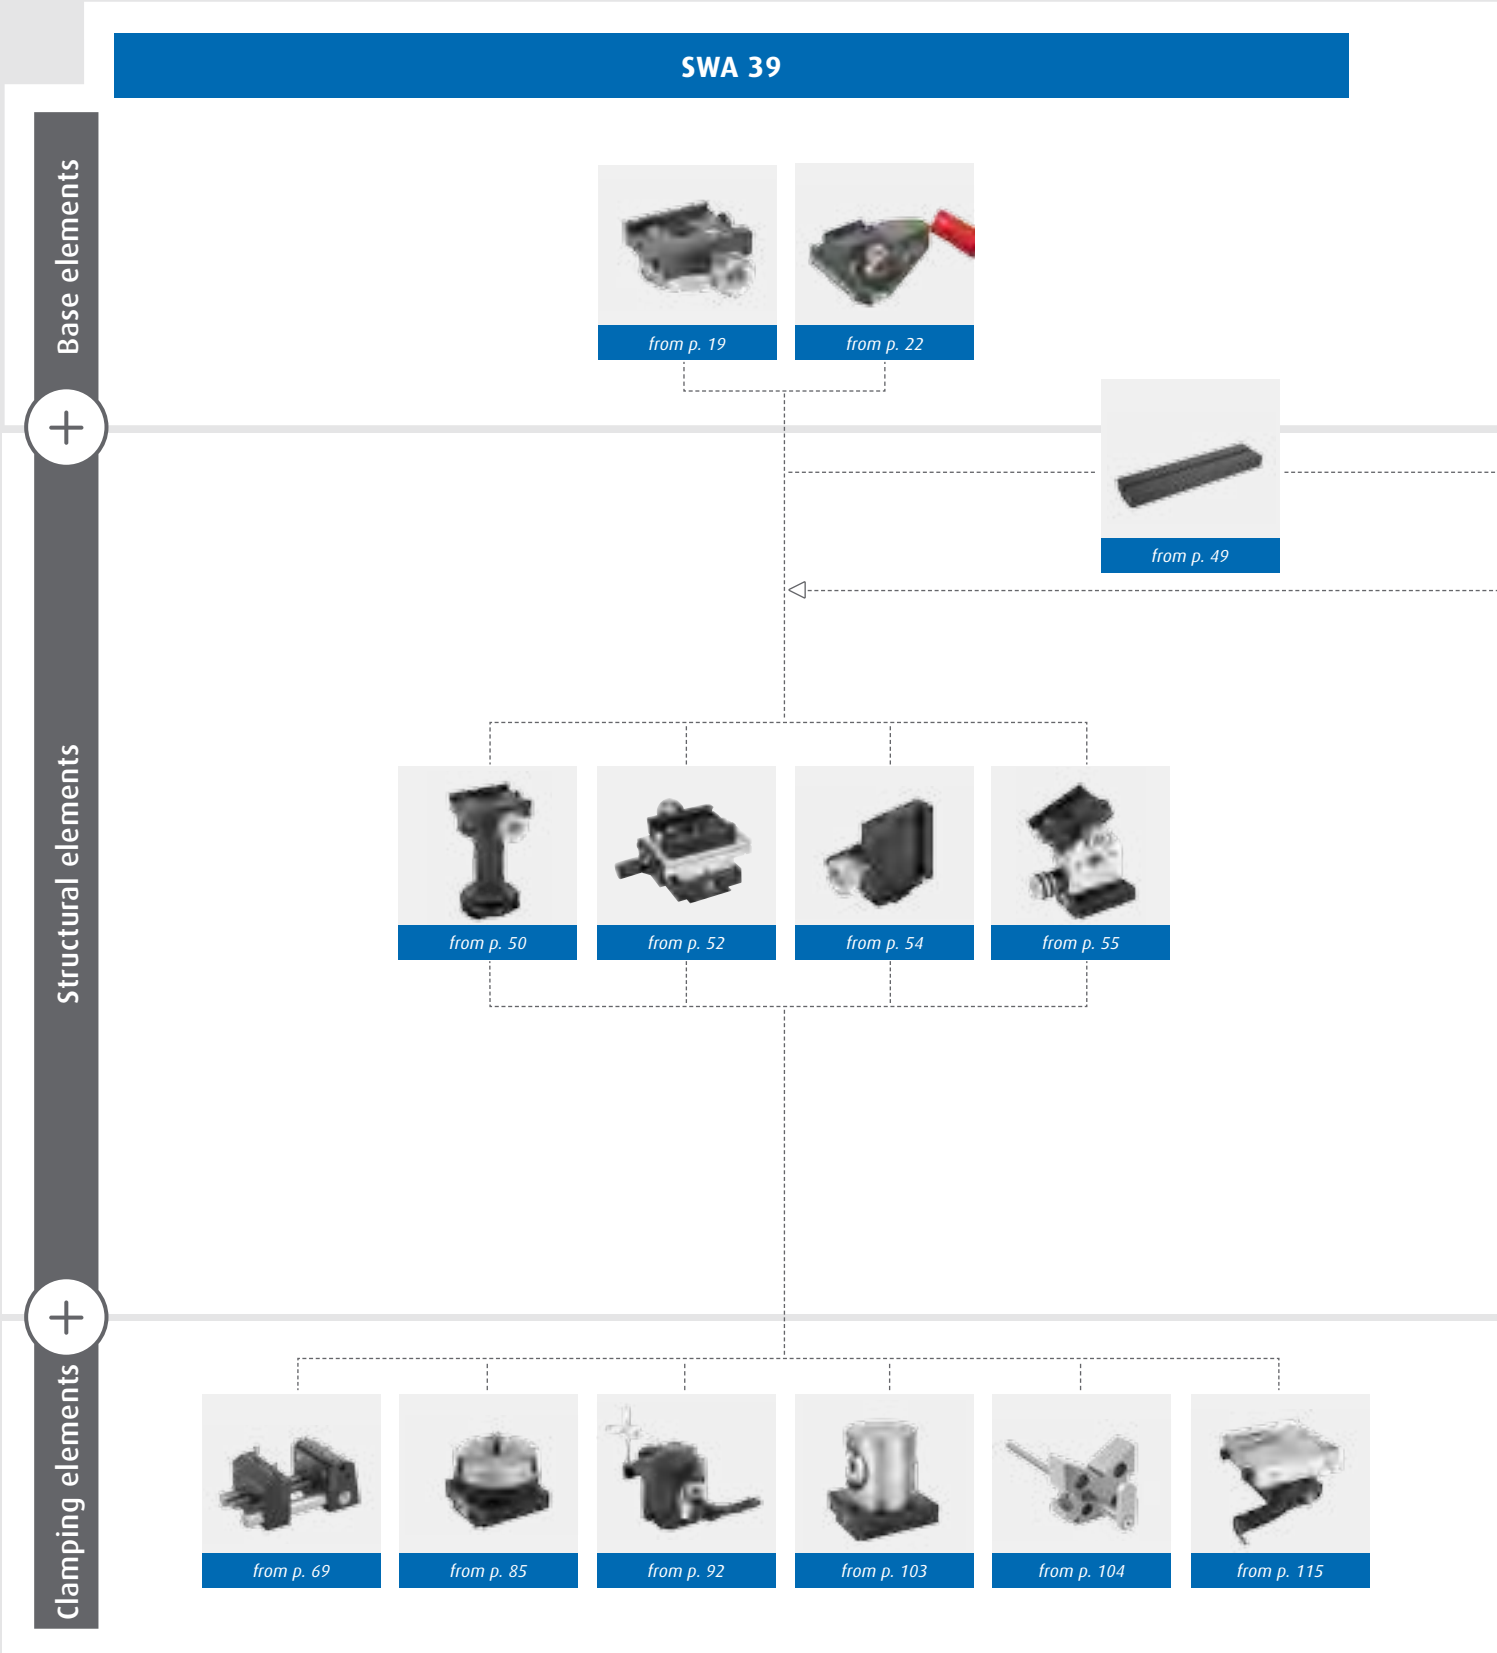 SWA 39
Base elements
from p. 19
from p. 22
from p. 49
Structural elements
from p. 50
from p. 52
from p. 54
from p. 55
Clamping elements
from p. 69
from p. 85
from p. 92
from p. 103
from p. 104
from p. 115